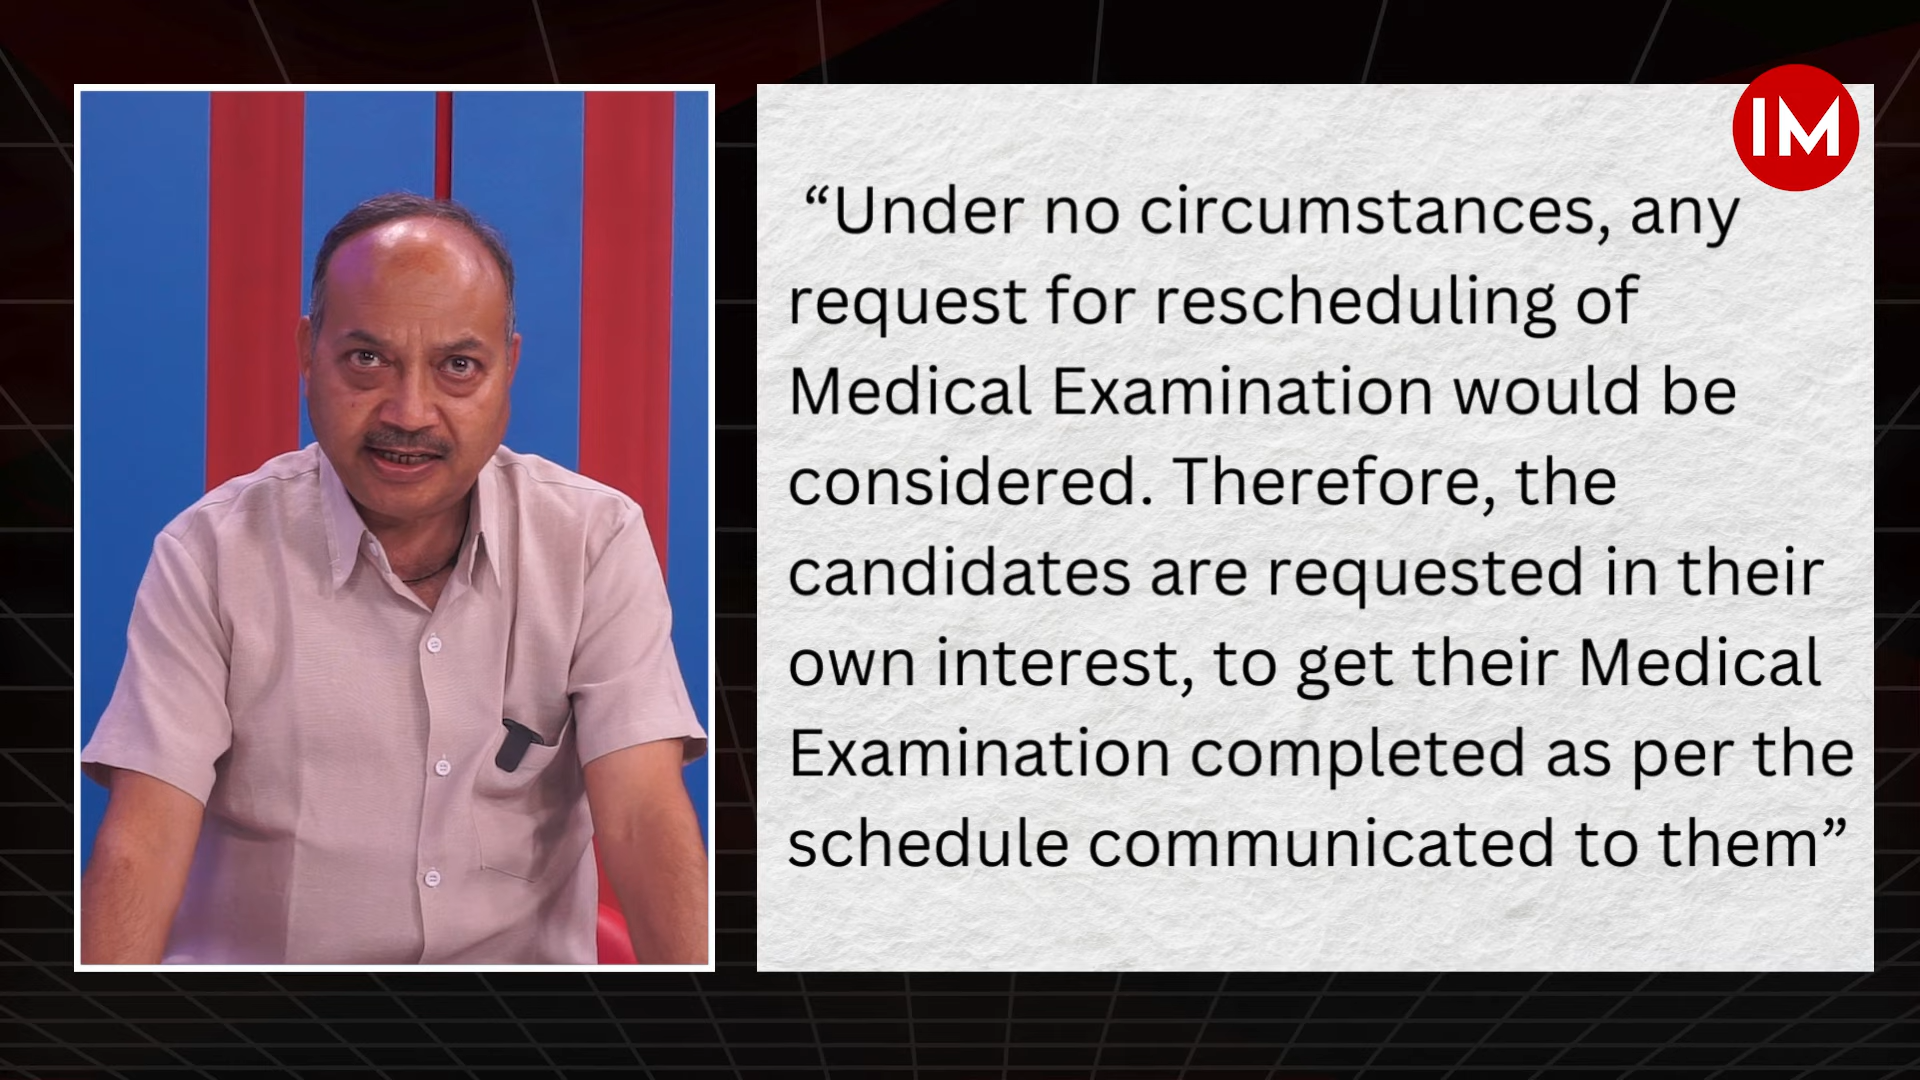 IM
“Under no circumstances, any
request for rescheduling of
Medical Examination would be
considered. Therefore, the
candidates are requested in their
own interest, to get their Medical
Examination completed as per the
schedule communicated to them”